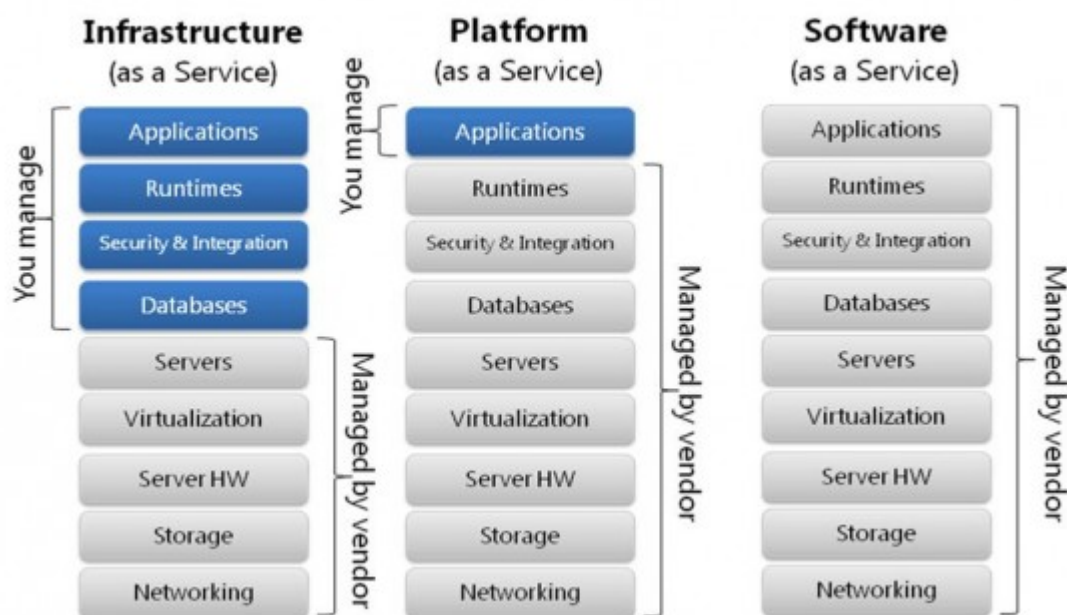 Infrastructure
(as a Service)
You manage
Applications
Runtimes
Security & Integration
Databases
Servers
Virtualization
Server HW
Storage
Networking
Managed by vendor
Platform
(as a Service)
You manage
Applications
Runtimes
Security & Integration
Databases
Servers
Virtualization
Server HW
Storage
Networking
Managed by vendor
Software
(as a Service)
Applications
Runtimes
Security & Integration
Databases
Servers
Virtualization
Server HW
Storage
Networking
Managed by vendor